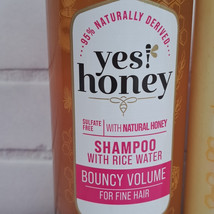 95% NATURALLY DERIVED
yes!
honey
SULFATE FREE | WITH NATURAL HONEY
SHAMPOO
WITH RICE WATER
BOUNCY VOLUME
FOR FINE HAIR